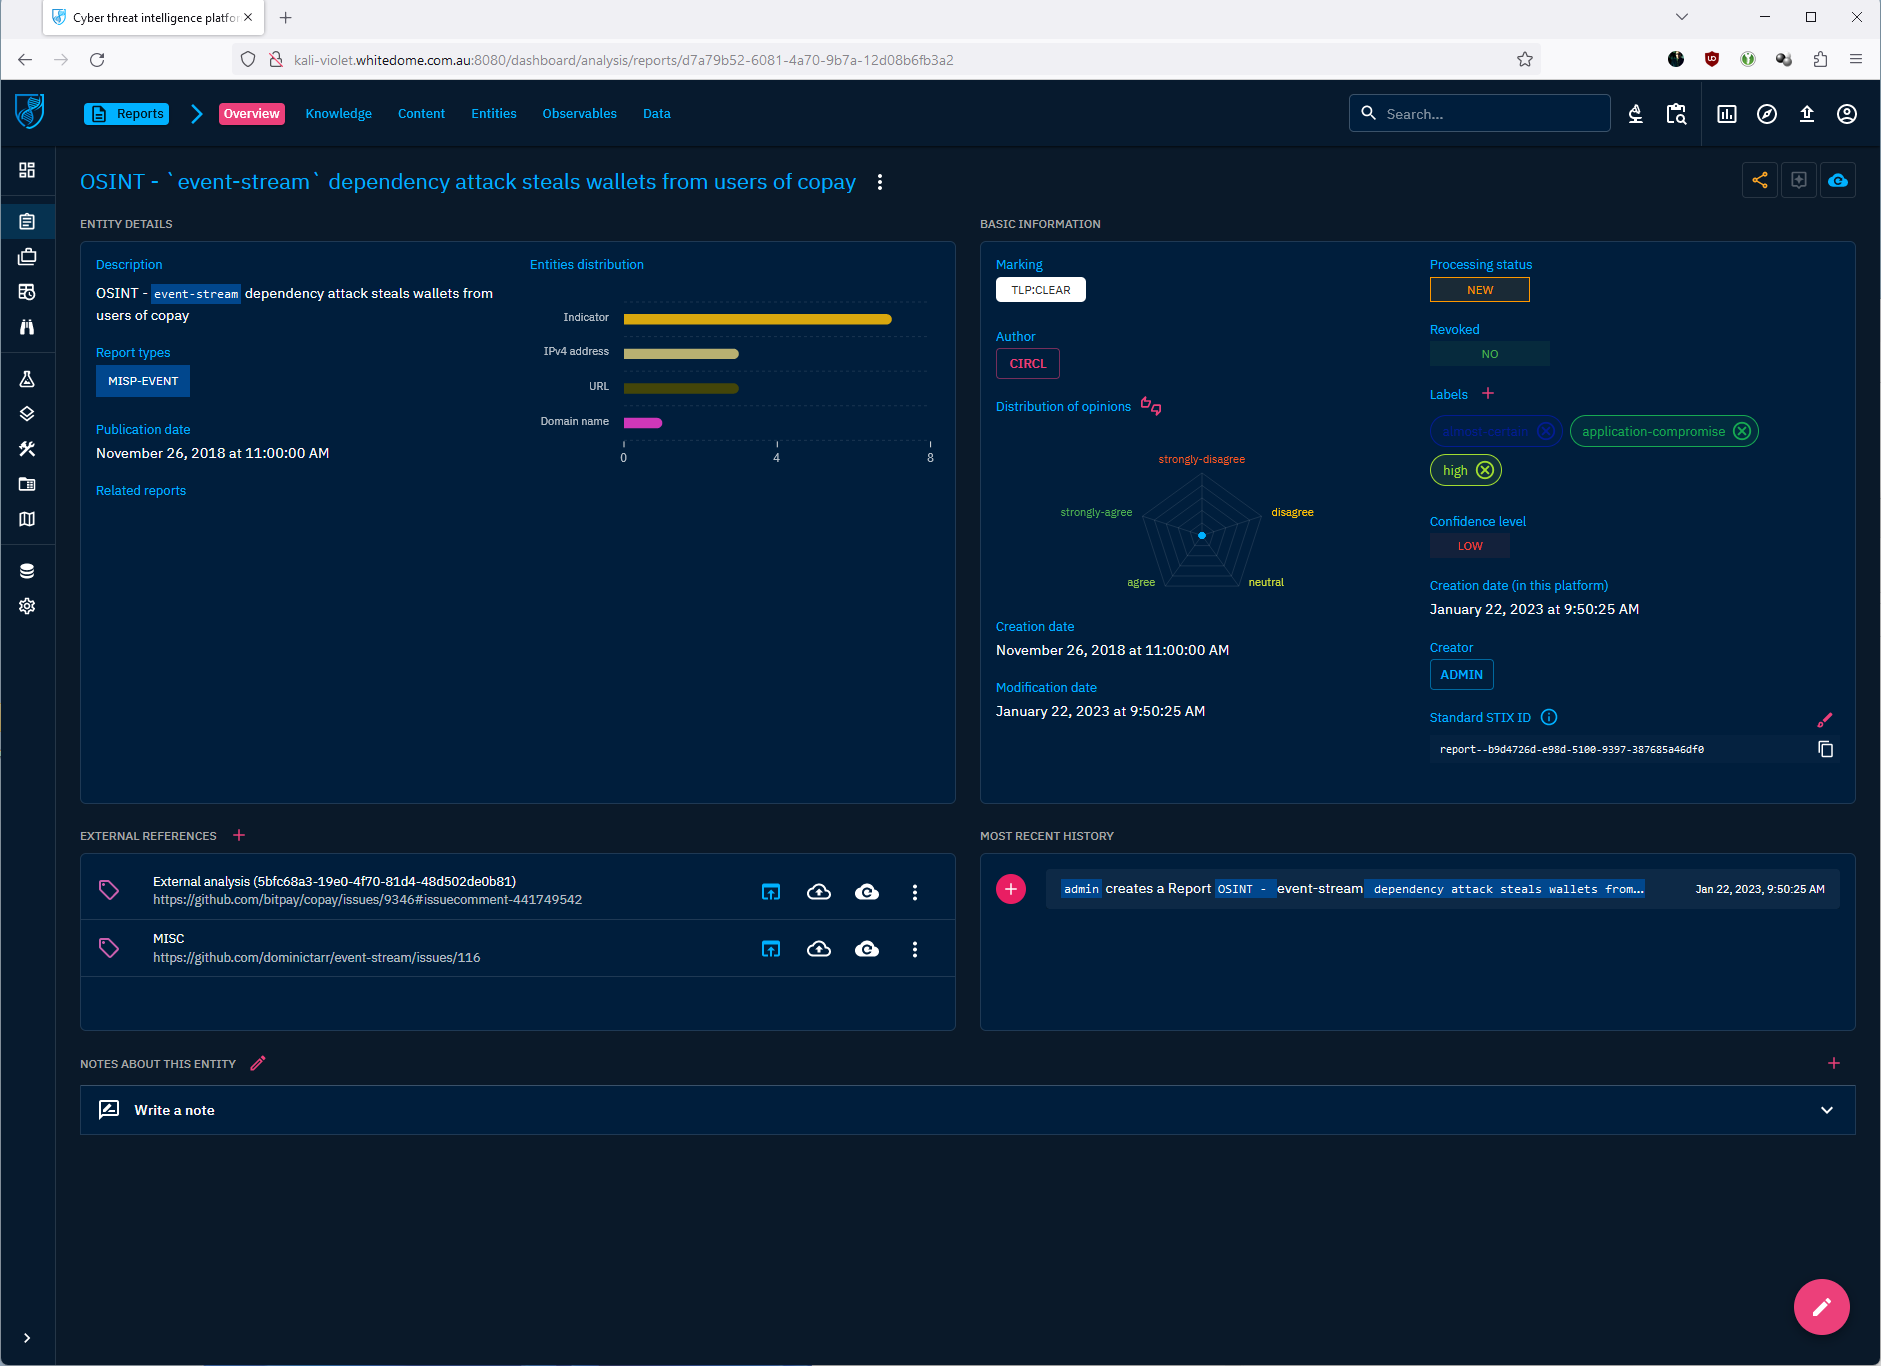 Cyber threat intelligence platfo
kali-violet.whitedome.com.au:8080/dashboard/analysis/reports/d7a79b52-6081-4a70-9b7a-12d08b6fb3a2
Reports
Overview
Knowledge
Content
Entities
Observables
Data
Search...
OSINT - `event-stream` dependency attack steals wallets from users of copay
ENTITY DETAILS
Description
OSINT - event-stream dependency attack steals wallets from
users of copay
Report types
MISP-EVENT
Publication date
November 26, 2018 at 11:00:00 AM
Related reports
Entities distribution
Indicator
IPv4 address
URL
Domain name
0 4 8
BASIC INFORMATION
Marking
TLP:CLEAR
Author
CIRCL
Distribution of opinions
strongly-disagree
strongly-agree
disagree
agree
neutral
Creation date
November 26, 2018 at 11:00:00 AM
Modification date
January 22, 2023 at 9:50:25 AM
Processing status
NEW
Revoked
NO
Labels
almost-certain
application-compromise
high
Confidence level
LOW
Creation date (in this platform)
January 22, 2023 at 9:50:25 AM
Creator
ADMIN
Standard STIX ID
report--b9d4726d-e98d-5100-9397-387685a46df0
EXTERNAL REFERENCES
External analysis (5bfc68a3-19e0-4f70-81d4-48d502de0b81)
https://github.com/bitpay/copay/issues/9346#issuecomment-441749542
MISC
https://github.com/dominictarr/event-stream/issues/116
MOST RECENT HISTORY
admin creates a Report OSINT - event-stream dependency attack steals wallets from...
Jan 22, 2023, 9:50:25 AM
NOTES ABOUT THIS ENTITY
Write a note